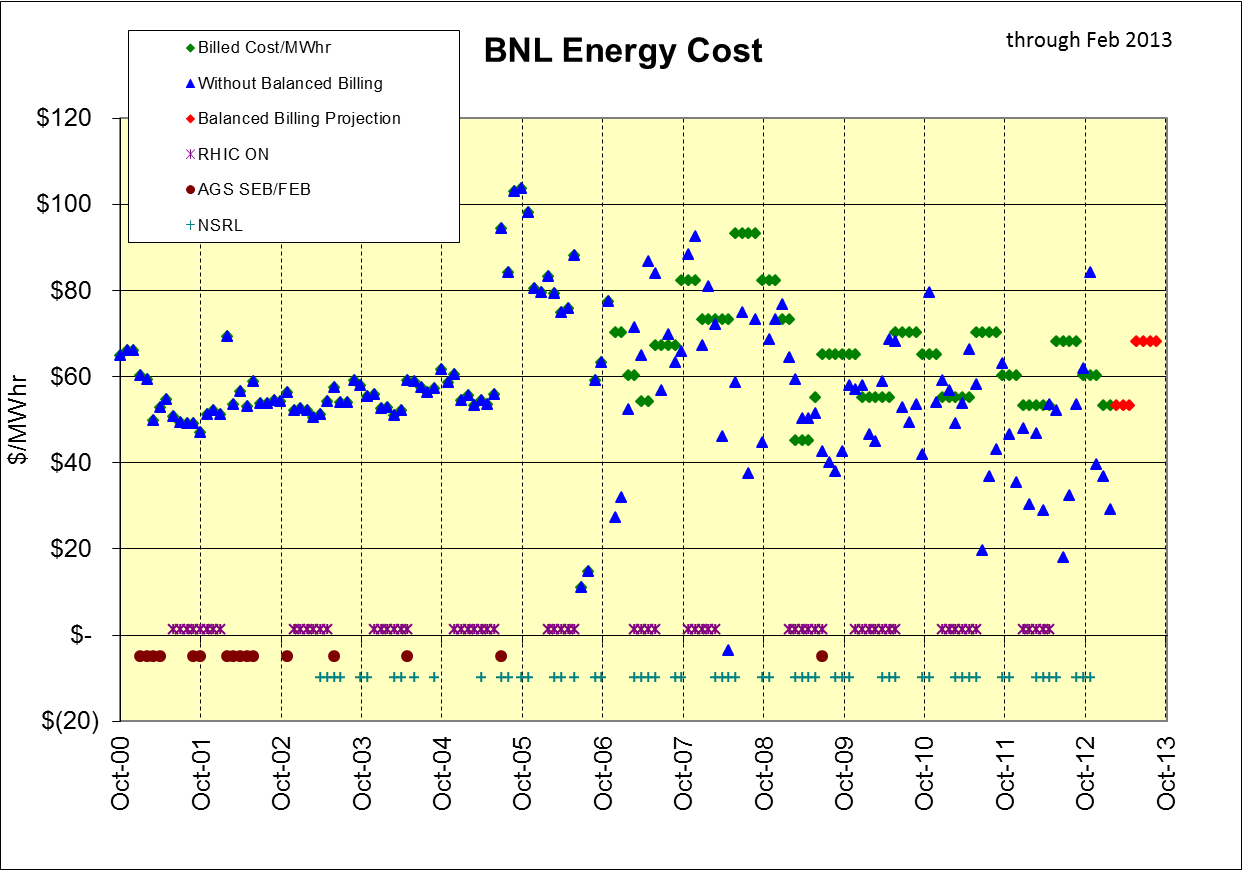 BNL Energy Cost
through Feb 2013
Billed Cost/MWhr
Without Balanced Billing
Balanced Billing Projection
RHIC ON
AGS SEB/FEB
NSRL
$/MWhr
$120
$100
$80
$60
$40
$20
$-
$(20)
Oct-00
Oct-01
Oct-02
Oct-03
Oct-04
Oct-05
Oct-06
Oct-07
Oct-08
Oct-09
Oct-10
Oct-11
Oct-12
Oct-13